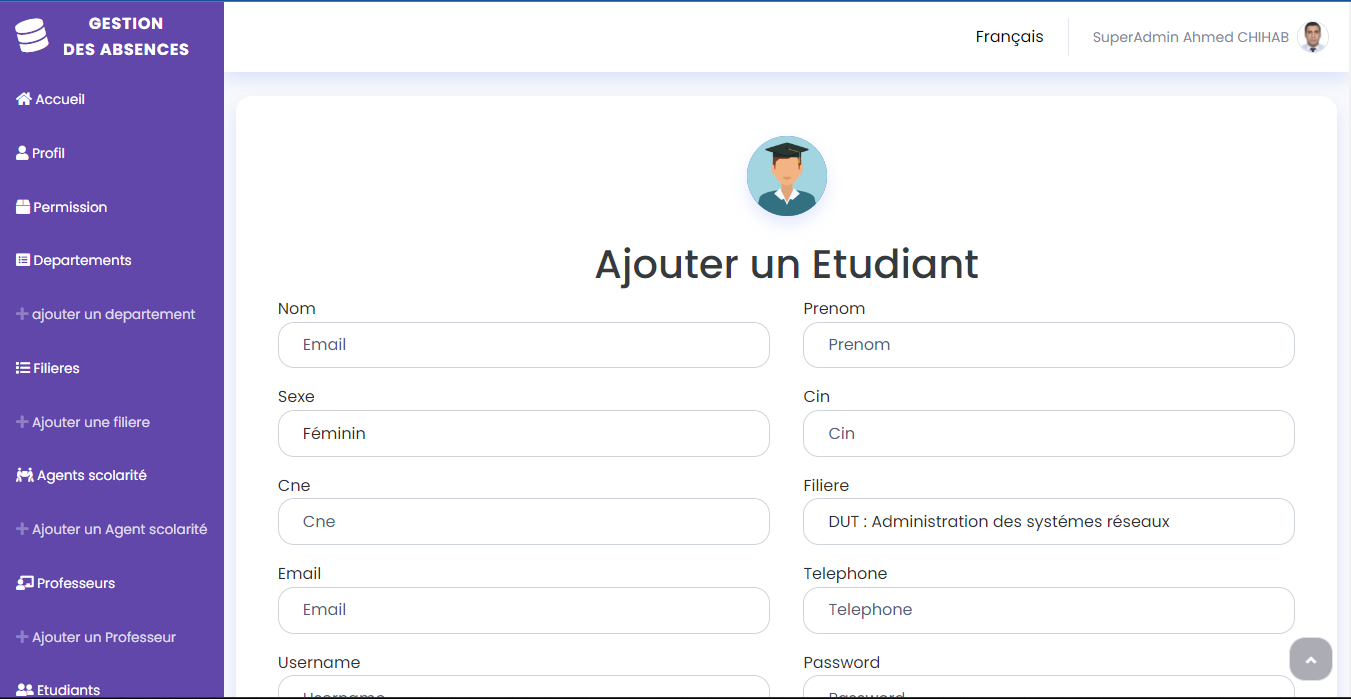 GESTION
DES ABSENCES
Accueil
Profil
Permission
Departements
ajouter un departement
Filieres
Ajouter une filiere
Agents scolarité
Ajouter un Agent scolarité
Professeurs
Ajouter un Professeur
Etudiants
Français
SuperAdmin Ahmed CHIHAB
Ajouter un Etudiant
Nom
Prenom
Email
Prenom
Sexe
Cin
Féminin
Cin
Cne
Filiere
Cne
DUT : Administration des systémes réseaux
Email
Telephone
Email
Telephone
Username
Password
Username
Password